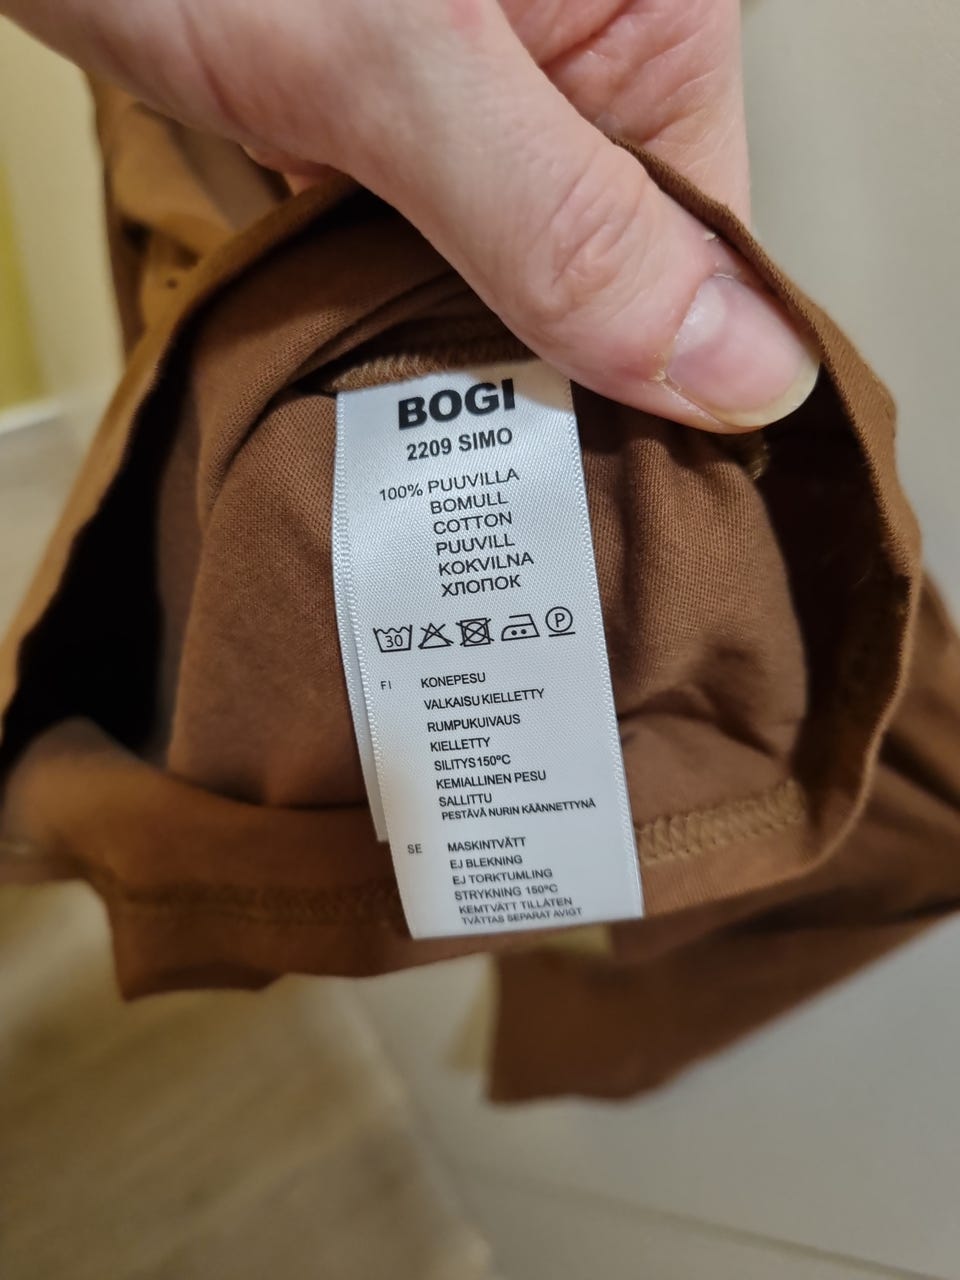 BOGI
2209 SIMO
100% PUUVILLA
BOMULL
COTTON
PUUVILL
KOKVILNA
ХЛОПОК
30 P
FI KONEPESU
VALKAISU KIELLETTY
RUMPUKUIVAUS
KIELLETTY
SILITYS 150ºC
KEMIALLINEN PESU
SALLITTU
PESTÄVÄ NURIN KÄÄNNETTYNÄ
SE MASKINTVÄTT
EJ BLEKNING
EJ TORKTUMLING
STRYKNING 150ºC
KEMTVÄTT TILLÅTEN
TVÄTTAS SEPARAT AVIGT